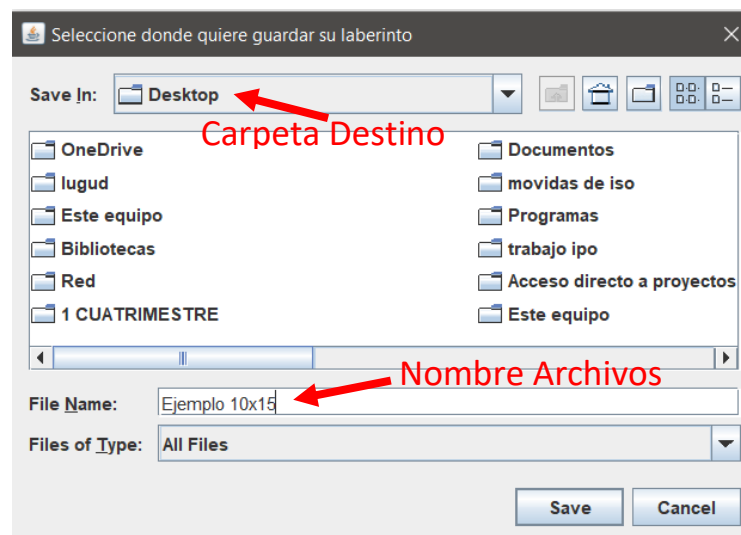 Seleccione donde quiere guardar su laberinto
Save In: Desktop
Carpeta Destino
OneDrive
lugud
Este equipo
Bibliotecas
Red
1 CUATRIMESTRE
Documentos
movidas de iso
Programas
trabajo ipo
Acceso directo a proyectos
Este equipo
Nombre Archivos
File Name: Ejemplo 10x15
Files of Type: All Files
Save Cancel